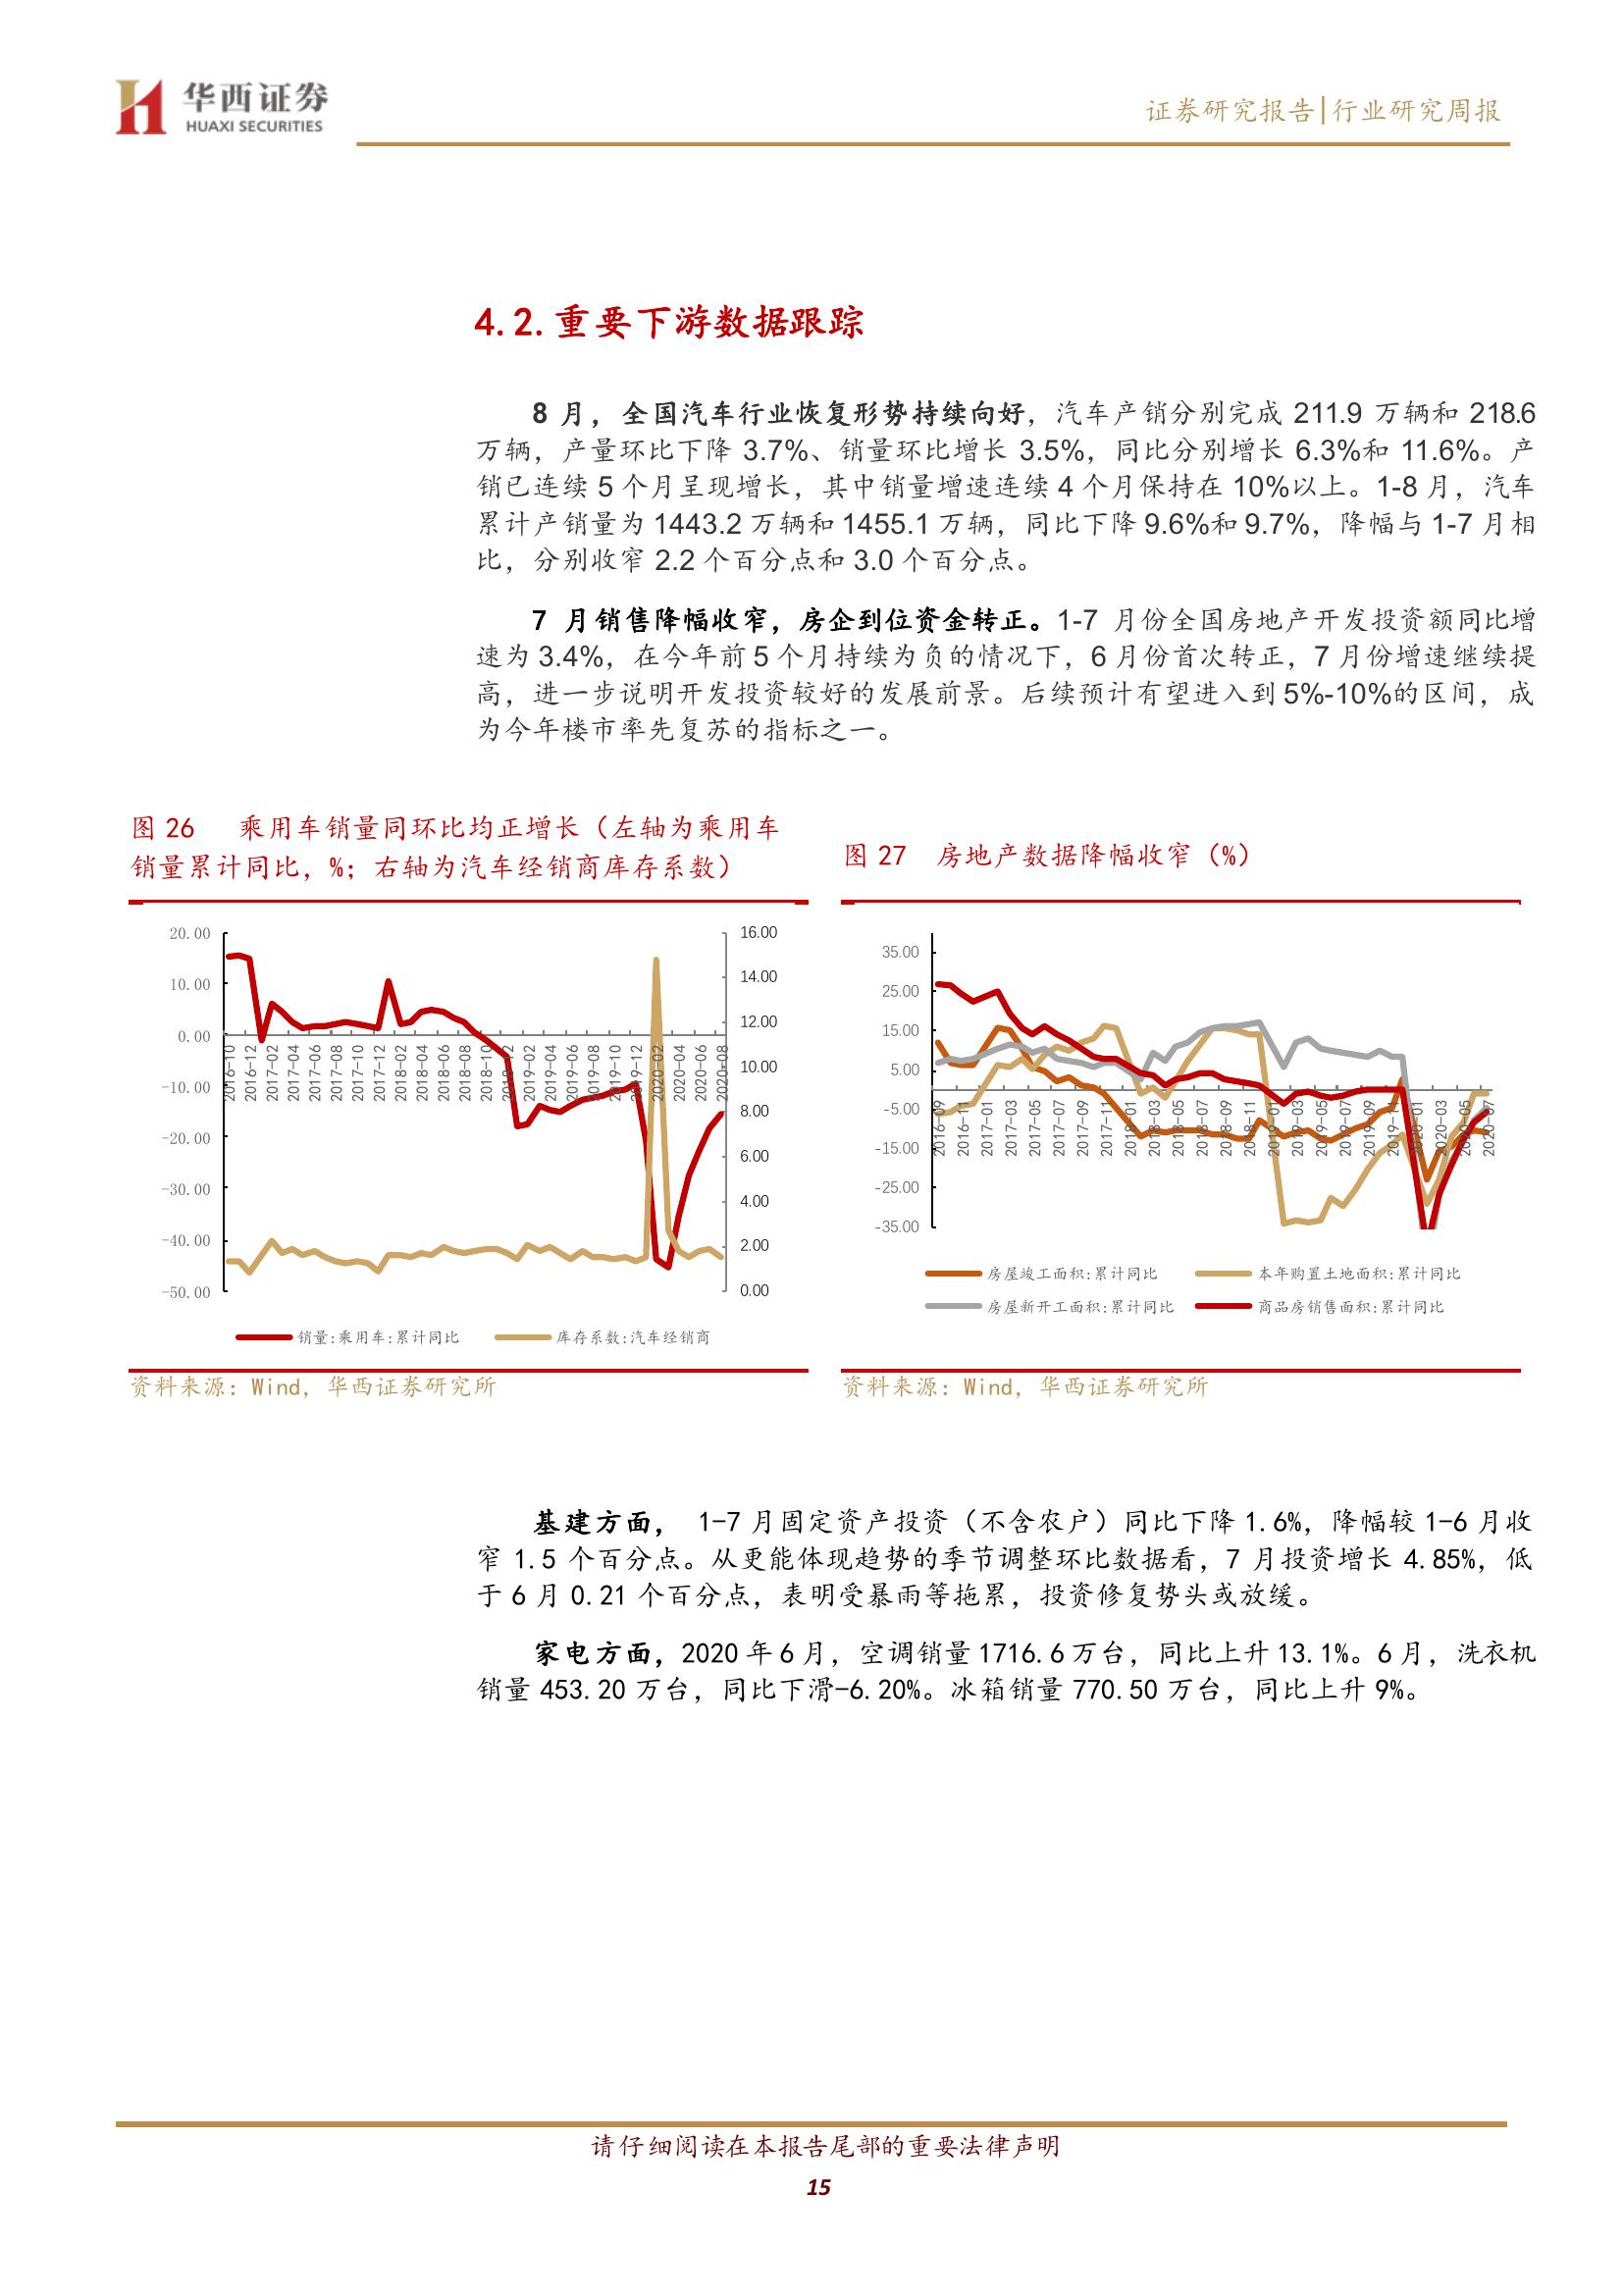 华西证券
HUAXI SECURITIES
证券研究报告|行业研究周报
4.2.重要下游数据跟踪
8 月，全国汽车行业恢复形势持续向好，汽车产销分别完成 211.9 万辆和 218.6
万辆，产量环比下降 3.7%、销量环比增长 3.5%，同比分别增长 6.3%和 11.6%。产
销已连续 5 个月呈现增长，其中销量增速连续 4 个月保持在 10%以上。1-8 月，汽车
累计产销量为 1443.2 万辆和 1455.1 万辆，同比下降 9.6%和 9.7%，降幅与 1-7 月相
比，分别收窄 2.2 个百分点和 3.0 个百分点。
7 月销售降幅收窄，房企到位资金转正。1-7 月份全国房地产开发投资额同比增
速为 3.4%，在今年前 5 个月持续为负的情况下，6 月份首次转正，7 月份增速继续提
高，进一步说明开发投资较好的发展前景。后续预计有望进入到 5%-10%的区间，成
为今年楼市率先复苏的指标之一。
图 26 乘用车销量同环比均正增长（左轴为乘用车
销量累计同比，%；右轴为汽车经销商库存系数）
20.00
10.00
0.00
-10.00
-20.00
-30.00
-40.00
-50.00
16.00
14.00
12.00
10.00
8.00
6.00
4.00
2.00
0.00
2016-10
2016-12
2017-02
2017-04
2017-06
2017-08
2017-10
2017-12
2018-02
2018-04
2018-06
2018-08
2018-10
2018-12
2019-02
2019-04
2019-06
2019-08
2019-10
2019-12
2020-02
2020-04
2020-06
2020-08
销量:乘用车:累计同比
库存系数:汽车经销商
资料来源：Wind，华西证券研究所
图 27 房地产数据降幅收窄（%）
35.00
25.00
15.00
5.00
-5.00
-15.00
-25.00
-35.00
2016-09
2016-11
2017-01
2017-03
2017-05
2017-07
2017-09
2017-11
2018-01
2018-03
2018-05
2018-07
2018-09
2018-11
2019-01
2019-03
2019-05
2019-07
2019-09
2019-11
2020-01
2020-03
2020-05
2020-07
房屋竣工面积:累计同比
本年购置土地面积:累计同比
房屋新开工面积:累计同比
商品房销售面积:累计同比
资料来源：Wind，华西证券研究所
基建方面， 1-7 月固定资产投资（不含农户）同比下降 1.6%，降幅较 1-6 月收
窄 1.5 个百分点。从更能体现趋势的季节调整环比数据看，7 月投资增长 4.85%，低
于 6 月 0.21 个百分点，表明受暴雨等拖累，投资修复势头或放缓。
家电方面，2020 年 6 月，空调销量 1716.6 万台，同比上升 13.1%。6 月，洗衣机
销量 453.20 万台，同比下滑-6.20%。冰箱销量 770.50 万台，同比上升 9%。
请仔细阅读在本报告尾部的重要法律声明
15